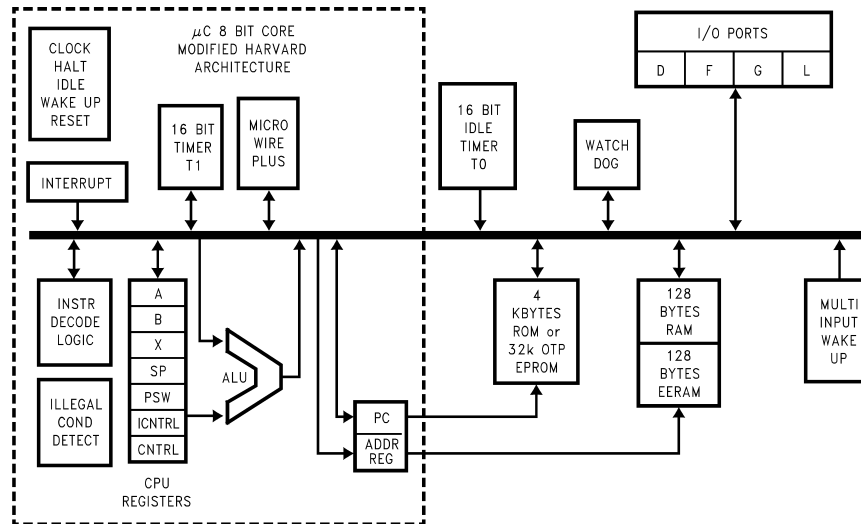 μC 8 BIT CORE
MODIFIED HARVARD
ARCHITECTURE
CLOCK
HALT
IDLE
WAKE UP
RESET
I/O PORTS
D
F
G
L
16 BIT
TIMER
T1
MICRO
WIRE
PLUS
16 BIT
IDLE
TIMER
T0
WATCH
DOG
INTERRUPT
INSTR
DECODE
LOGIC
A
B
X
SP
PSW
ICNTRL
CNTRL
CPU
REGISTERS
ILLEGAL
COND
DETECT
ALU
PC
ADDR
REG
4
KBYTES
ROM or
32k OTP
EPROM
128
BYTES
RAM
128
BYTES
EERAM
MULTI
INPUT
WAKE
UP